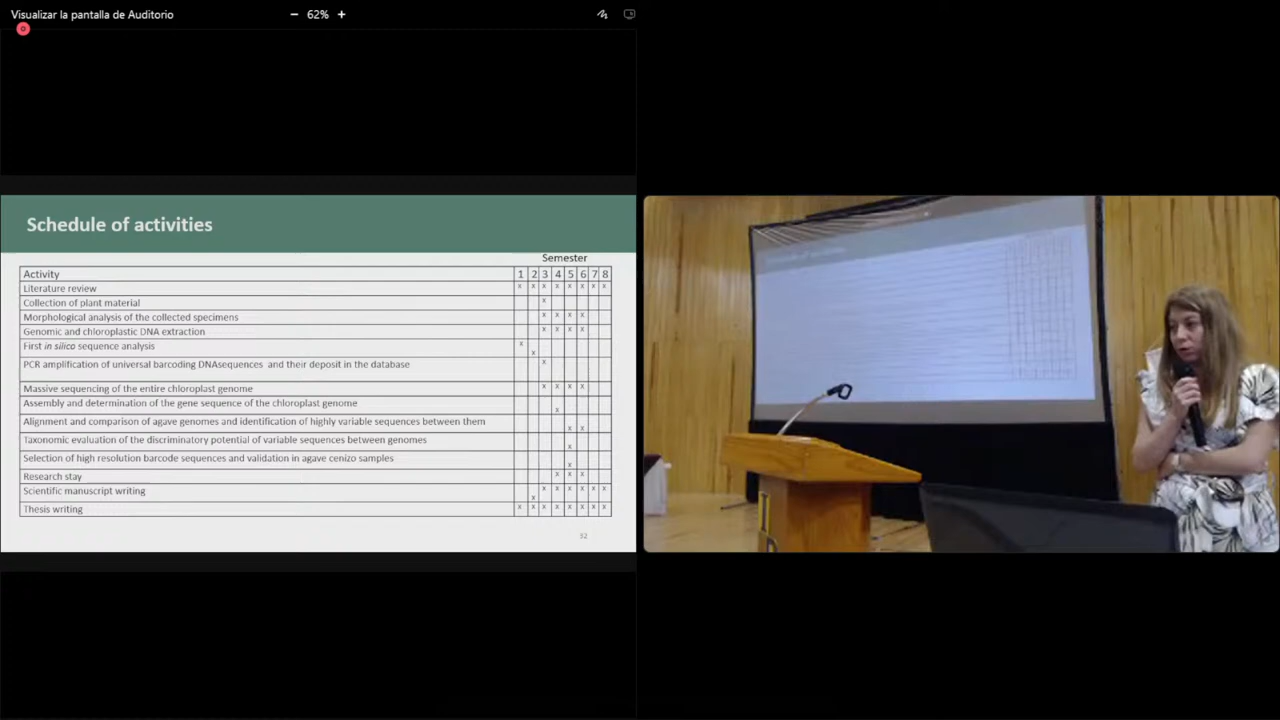 Visualizar la pantalla de Auditorio
− 62% +
Schedule of activities
Semester
Activity 1 2 3 4 5 6 7 8
Literature review x x x x x x x x
Collection of plant material x
Morphological analysis of the collected specimens x x x x
Genomic and chloroplastic DNA extraction x x x x
First in silico sequence analysis x x
PCR amplification of universal barcoding DNAsequences and their deposit in the database x
Massive sequencing of the entire chloroplast genome x x x x
Assembly and determination of the gene sequence of the chloroplast genome x
Alignment and comparison of agave genomes and identification of highly variable sequences between them x x
Taxonomic evaluation of the discriminatory potential of variable sequences between genomes x
Selection of high resolution barcode sequences and validation in agave cenizo samples x
Research stay x x x
Scientific manuscript writing x x x x x x x
Thesis writing x x x x x x x x
32